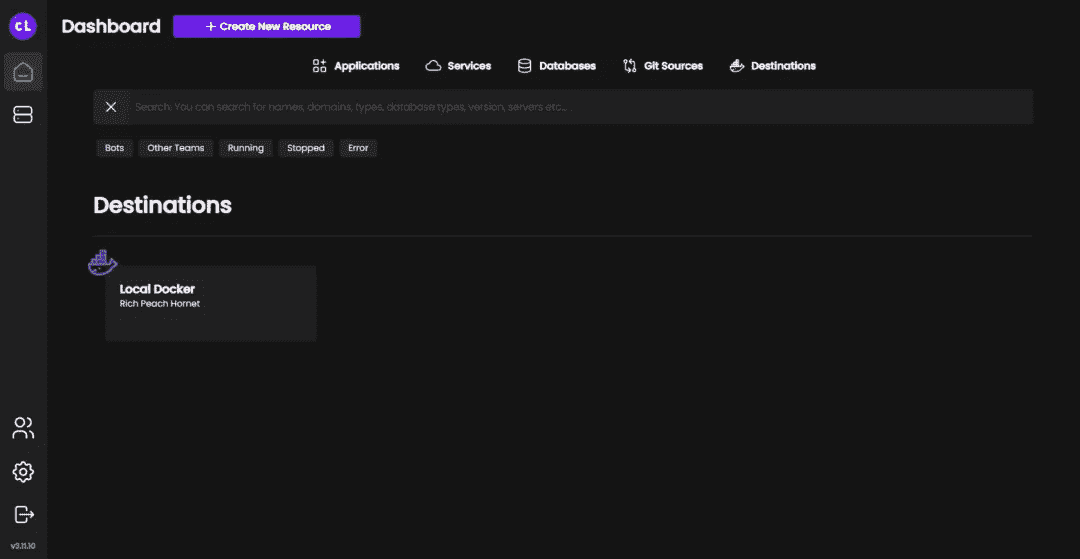 cL
Dashboard
+ Create New Resource
Applications
Services
Databases
Git Sources
Destinations
Search. You can search for names, domains, types, database types, version, servers etc...
Bots
Other Teams
Running
Stopped
Error
Destinations
Local Docker
Rich Peach Hornet
v3.11.10